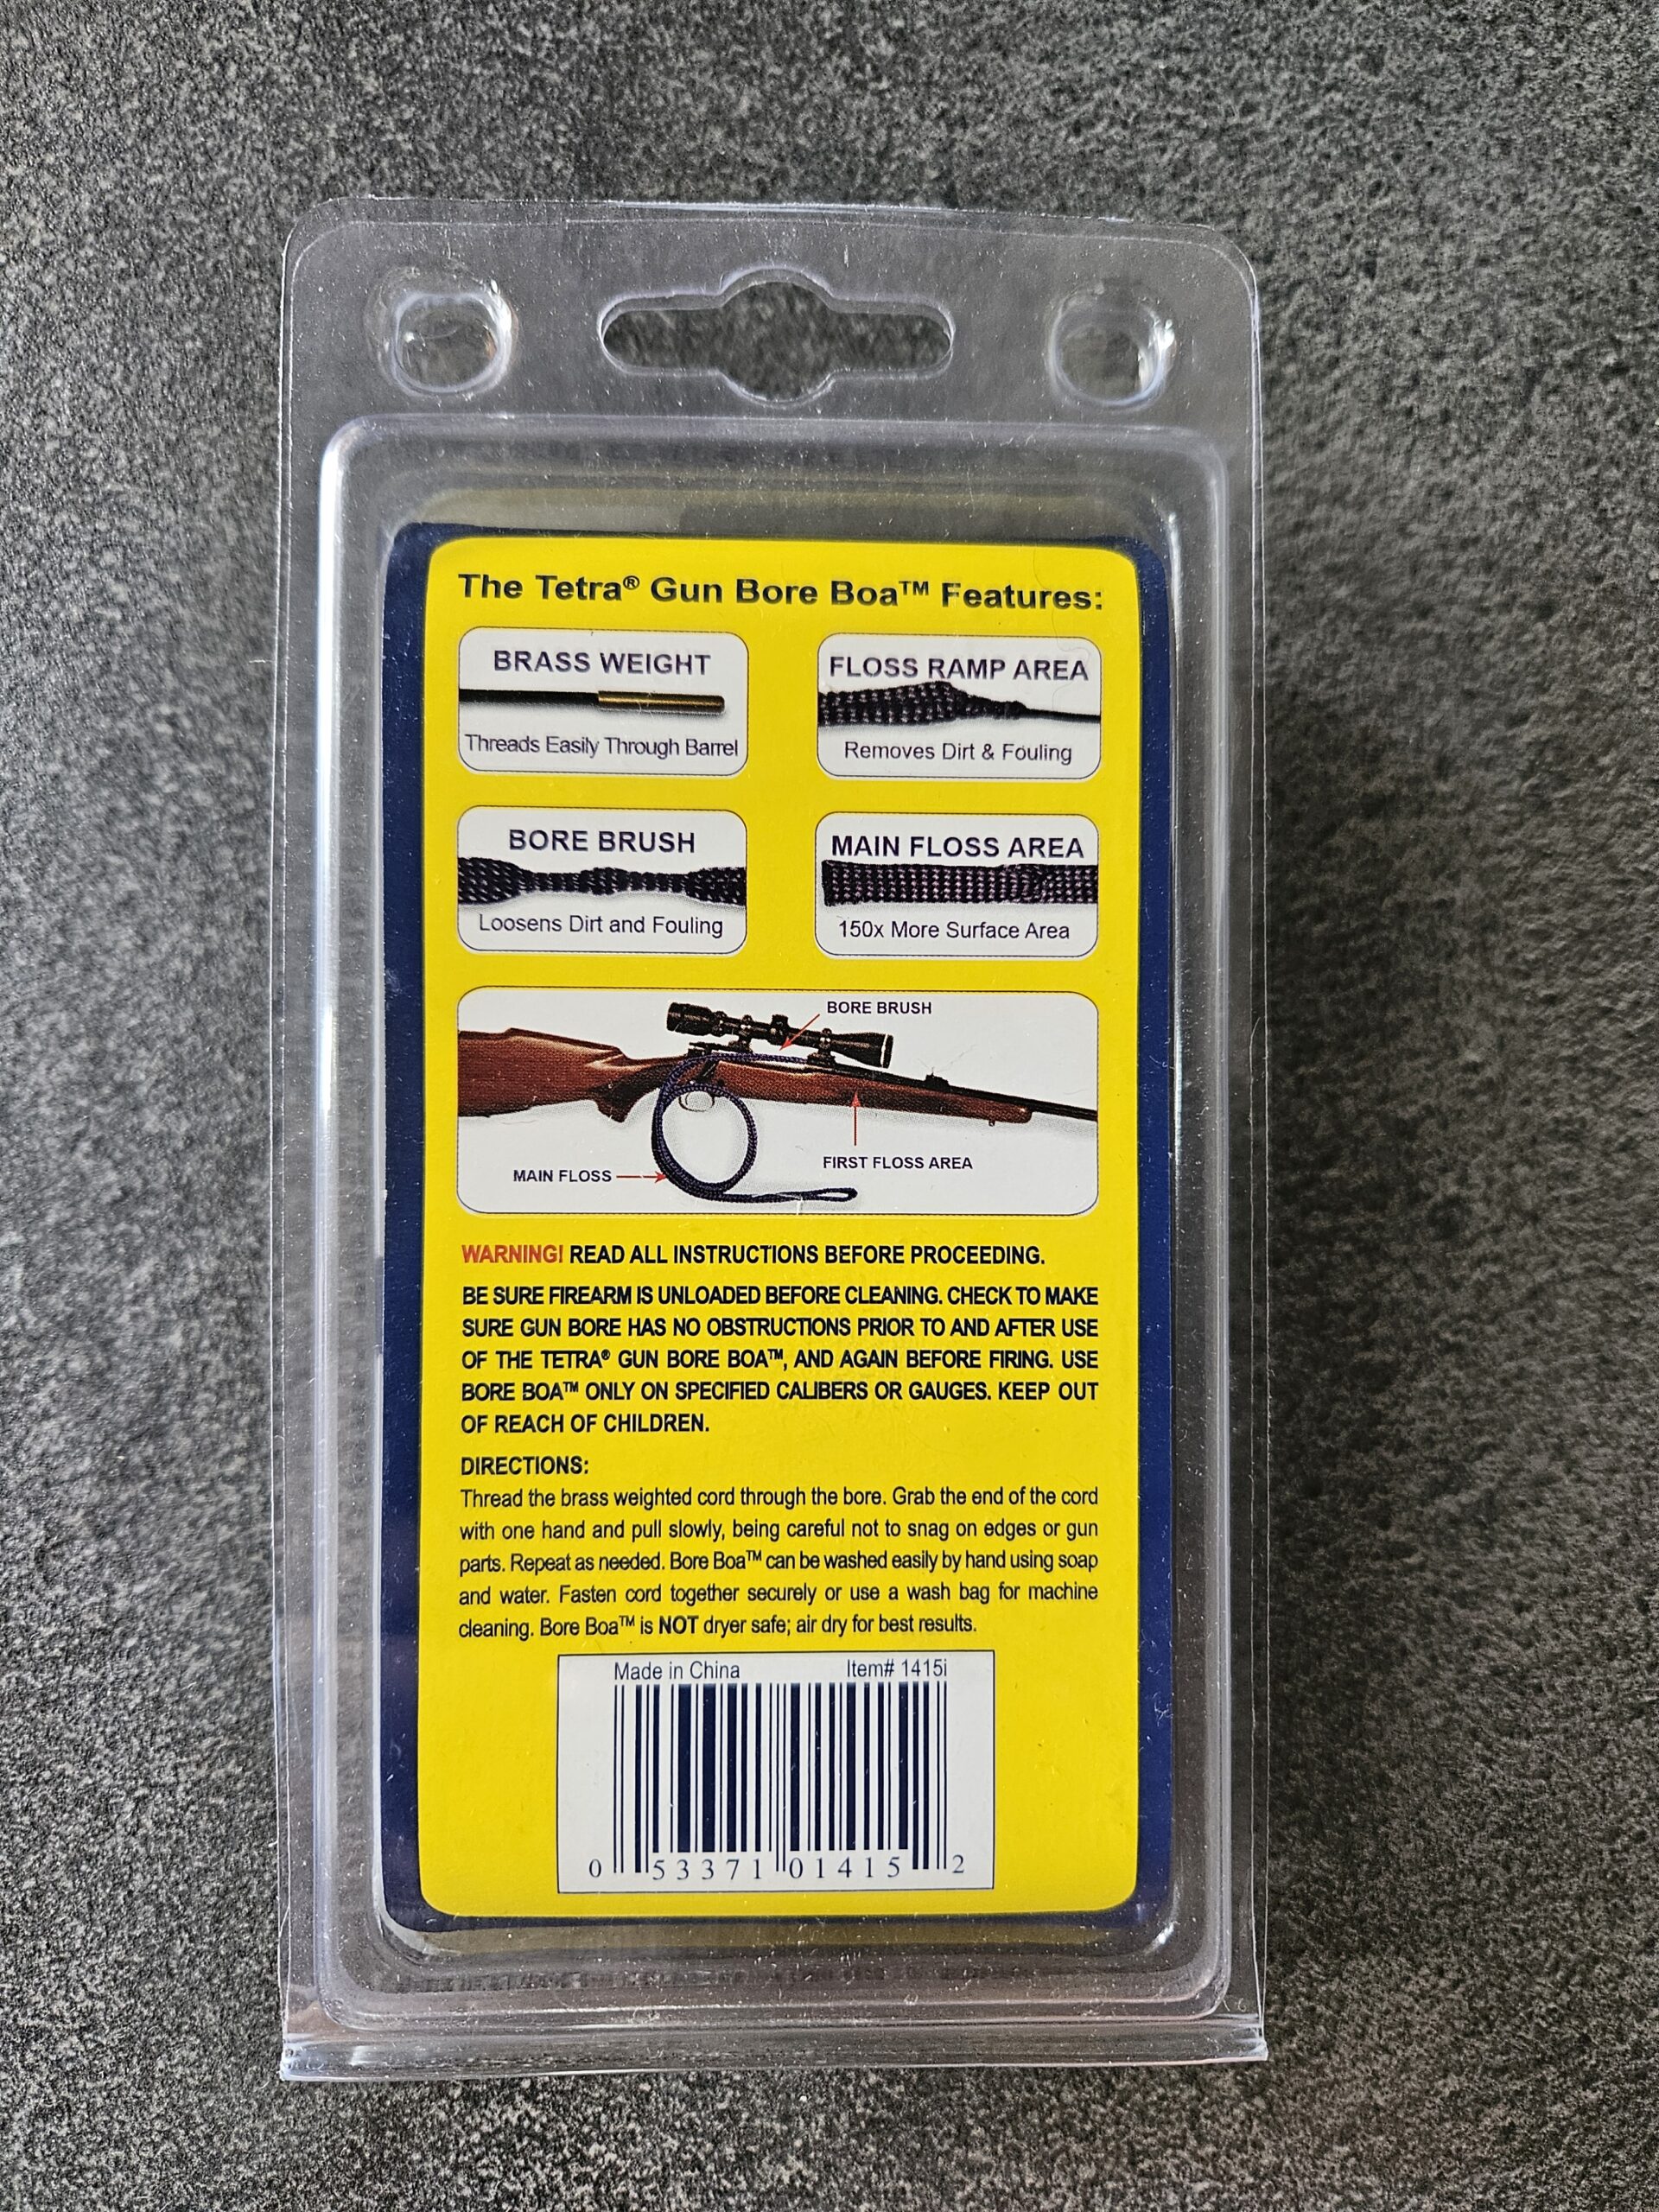 The Tetra® Gun Bore Boa™ Features:
BRASS WEIGHT
Threads Easily Through Barrel
FLOSS RAMP AREA
Removes Dirt & Fouling
BORE BRUSH
Loosens Dirt and Fouling
MAIN FLOSS AREA
150x More Surface Area
BORE BRUSH
FIRST FLOSS AREA
MAIN FLOSS
WARNING! READ ALL INSTRUCTIONS BEFORE PROCEEDING.
BE SURE FIREARM IS UNLOADED BEFORE CLEANING. CHECK TO MAKE
SURE GUN BORE HAS NO OBSTRUCTIONS PRIOR TO AND AFTER USE
OF THE TETRA® GUN BORE BOA™, AND AGAIN BEFORE FIRING. USE
BORE BOA™ ONLY ON SPECIFIED CALIBERS OR GAUGES. KEEP OUT
OF REACH OF CHILDREN.
DIRECTIONS:
Thread the brass weighted cord through the bore. Grab the end of the cord
with one hand and pull slowly, being careful not to snag on edges or gun
parts. Repeat as needed. Bore Boa™ can be washed easily by hand using soap
and water. Fasten cord together securely or use a wash bag for machine
cleaning. Bore Boa™ is NOT dryer safe; air dry for best results.
Made in China Item# 1415i
0 53371 01415 2